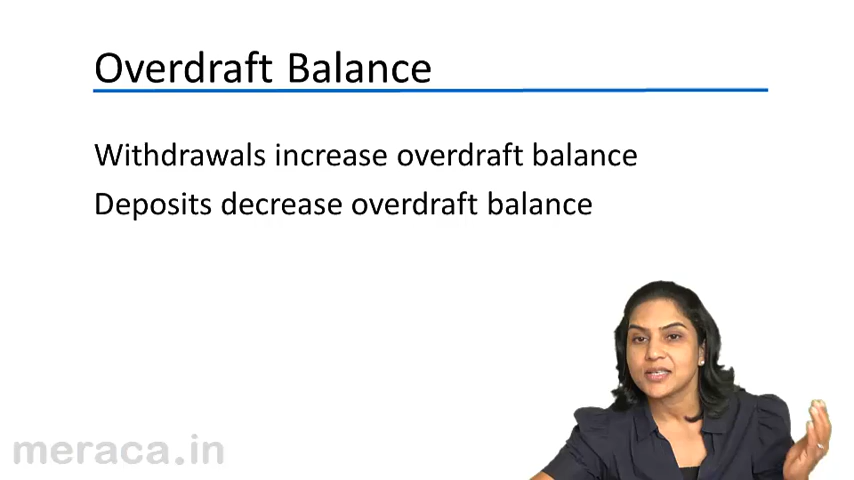 Overdraft Balance
Withdrawals increase overdraft balance
Deposits decrease overdraft balance
meraca.in